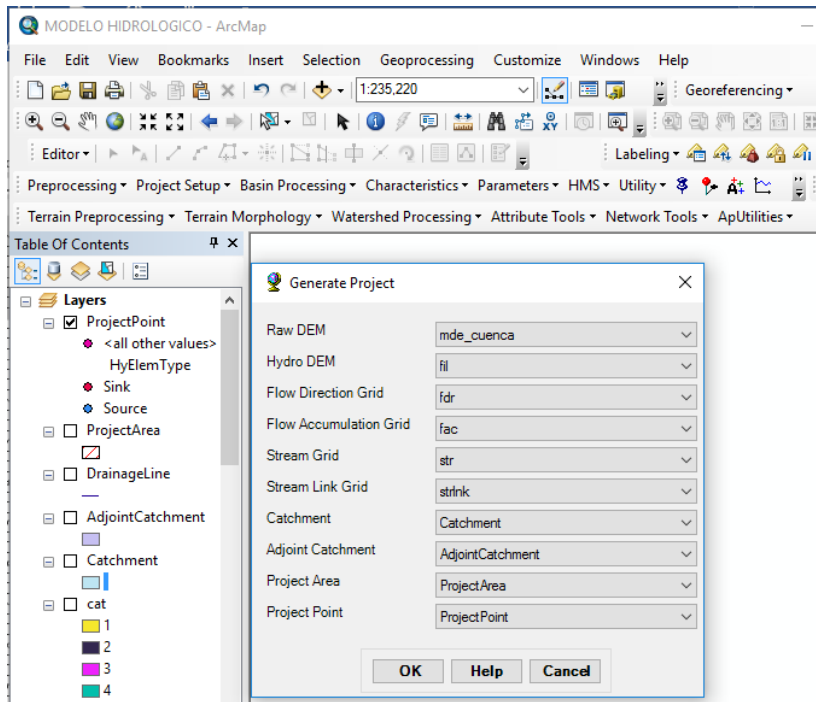 MODELO HIDROLOGICO - ArcMap
File Edit View Bookmarks Insert Selection Geoprocessing Customize Windows Help
1:235,220 Georeferencing
Editor Labeling
Preprocessing Project Setup Basin Processing Characteristics Parameters HMS Utility
Terrain Preprocessing Terrain Morphology Watershed Processing Attribute Tools Network Tools ApUtilities
Table Of Contents
Layers
ProjectPoint
<all other values>
HyElemType
Sink
Source
ProjectArea
DrainageLine
AdjointCatchment
Catchment
cat
1
2
3
4
Generate Project
Raw DEM mde_cuenca
Hydro DEM fil
Flow Direction Grid fdr
Flow Accumulation Grid fac
Stream Grid str
Stream Link Grid strlnk
Catchment Catchment
Adjoint Catchment AdjointCatchment
Project Area ProjectArea
Project Point ProjectPoint
OK Help Cancel